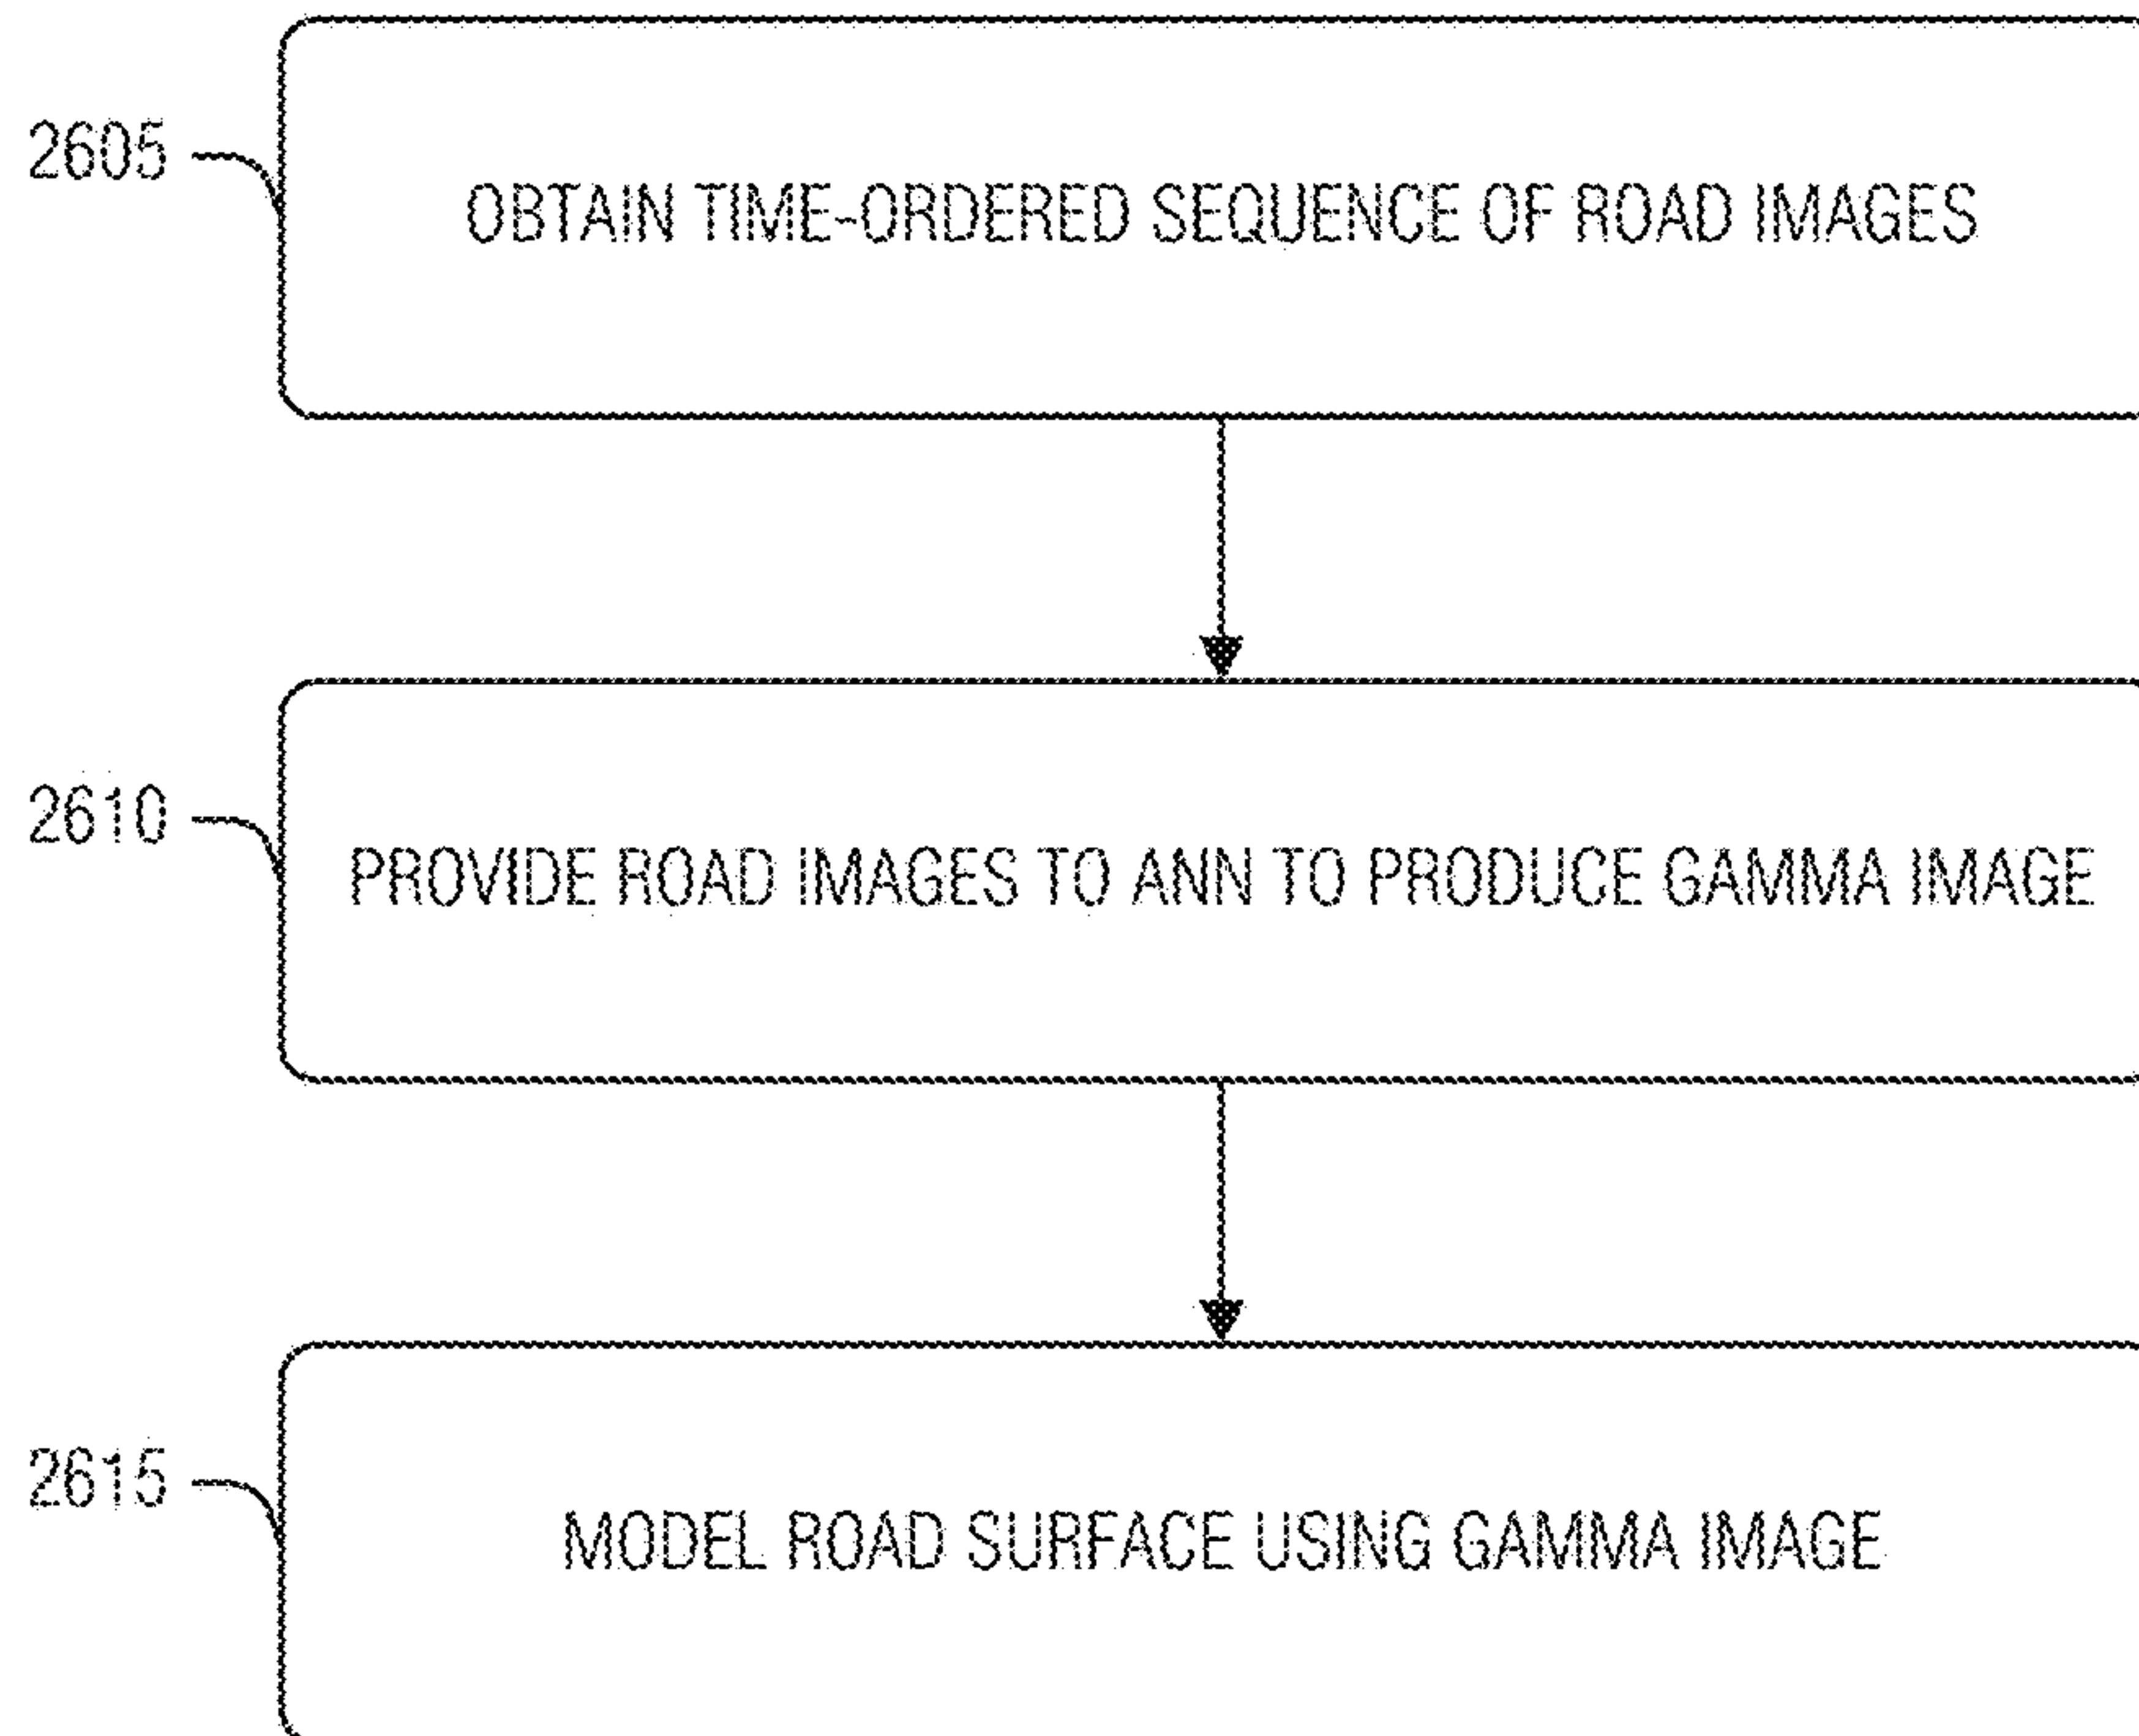 2605
OBTAIN TIME-ORDERED SEQUENCE OF ROAD IMAGES
2610
PROVIDE ROAD IMAGES TO ANN TO PRODUCE GAMMA IMAGE
2615
MODEL ROAD SURFACE USING GAMMA IMAGE